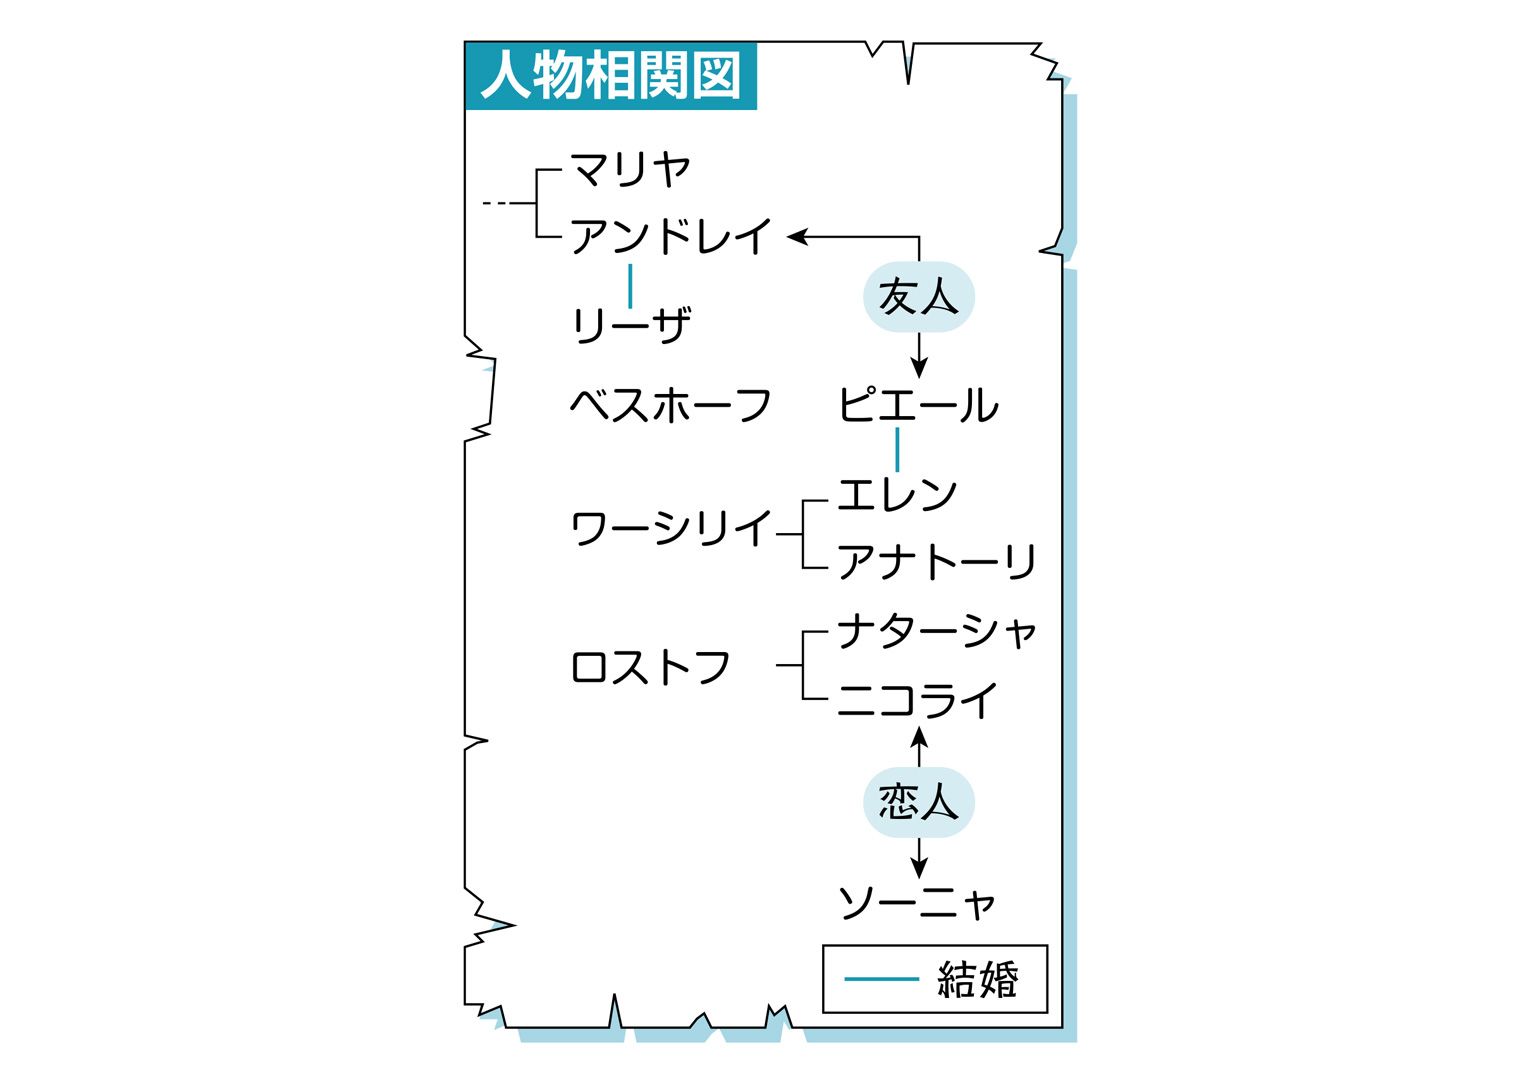 人物相関図
マリヤ
アンドレイ
友人
リーザ
ベスホーフ
ピエール
エレン
ワーシリイ
アナトーリ
ナターシャ
ロストフ
ニコライ
恋人
ソーニャ
結婚